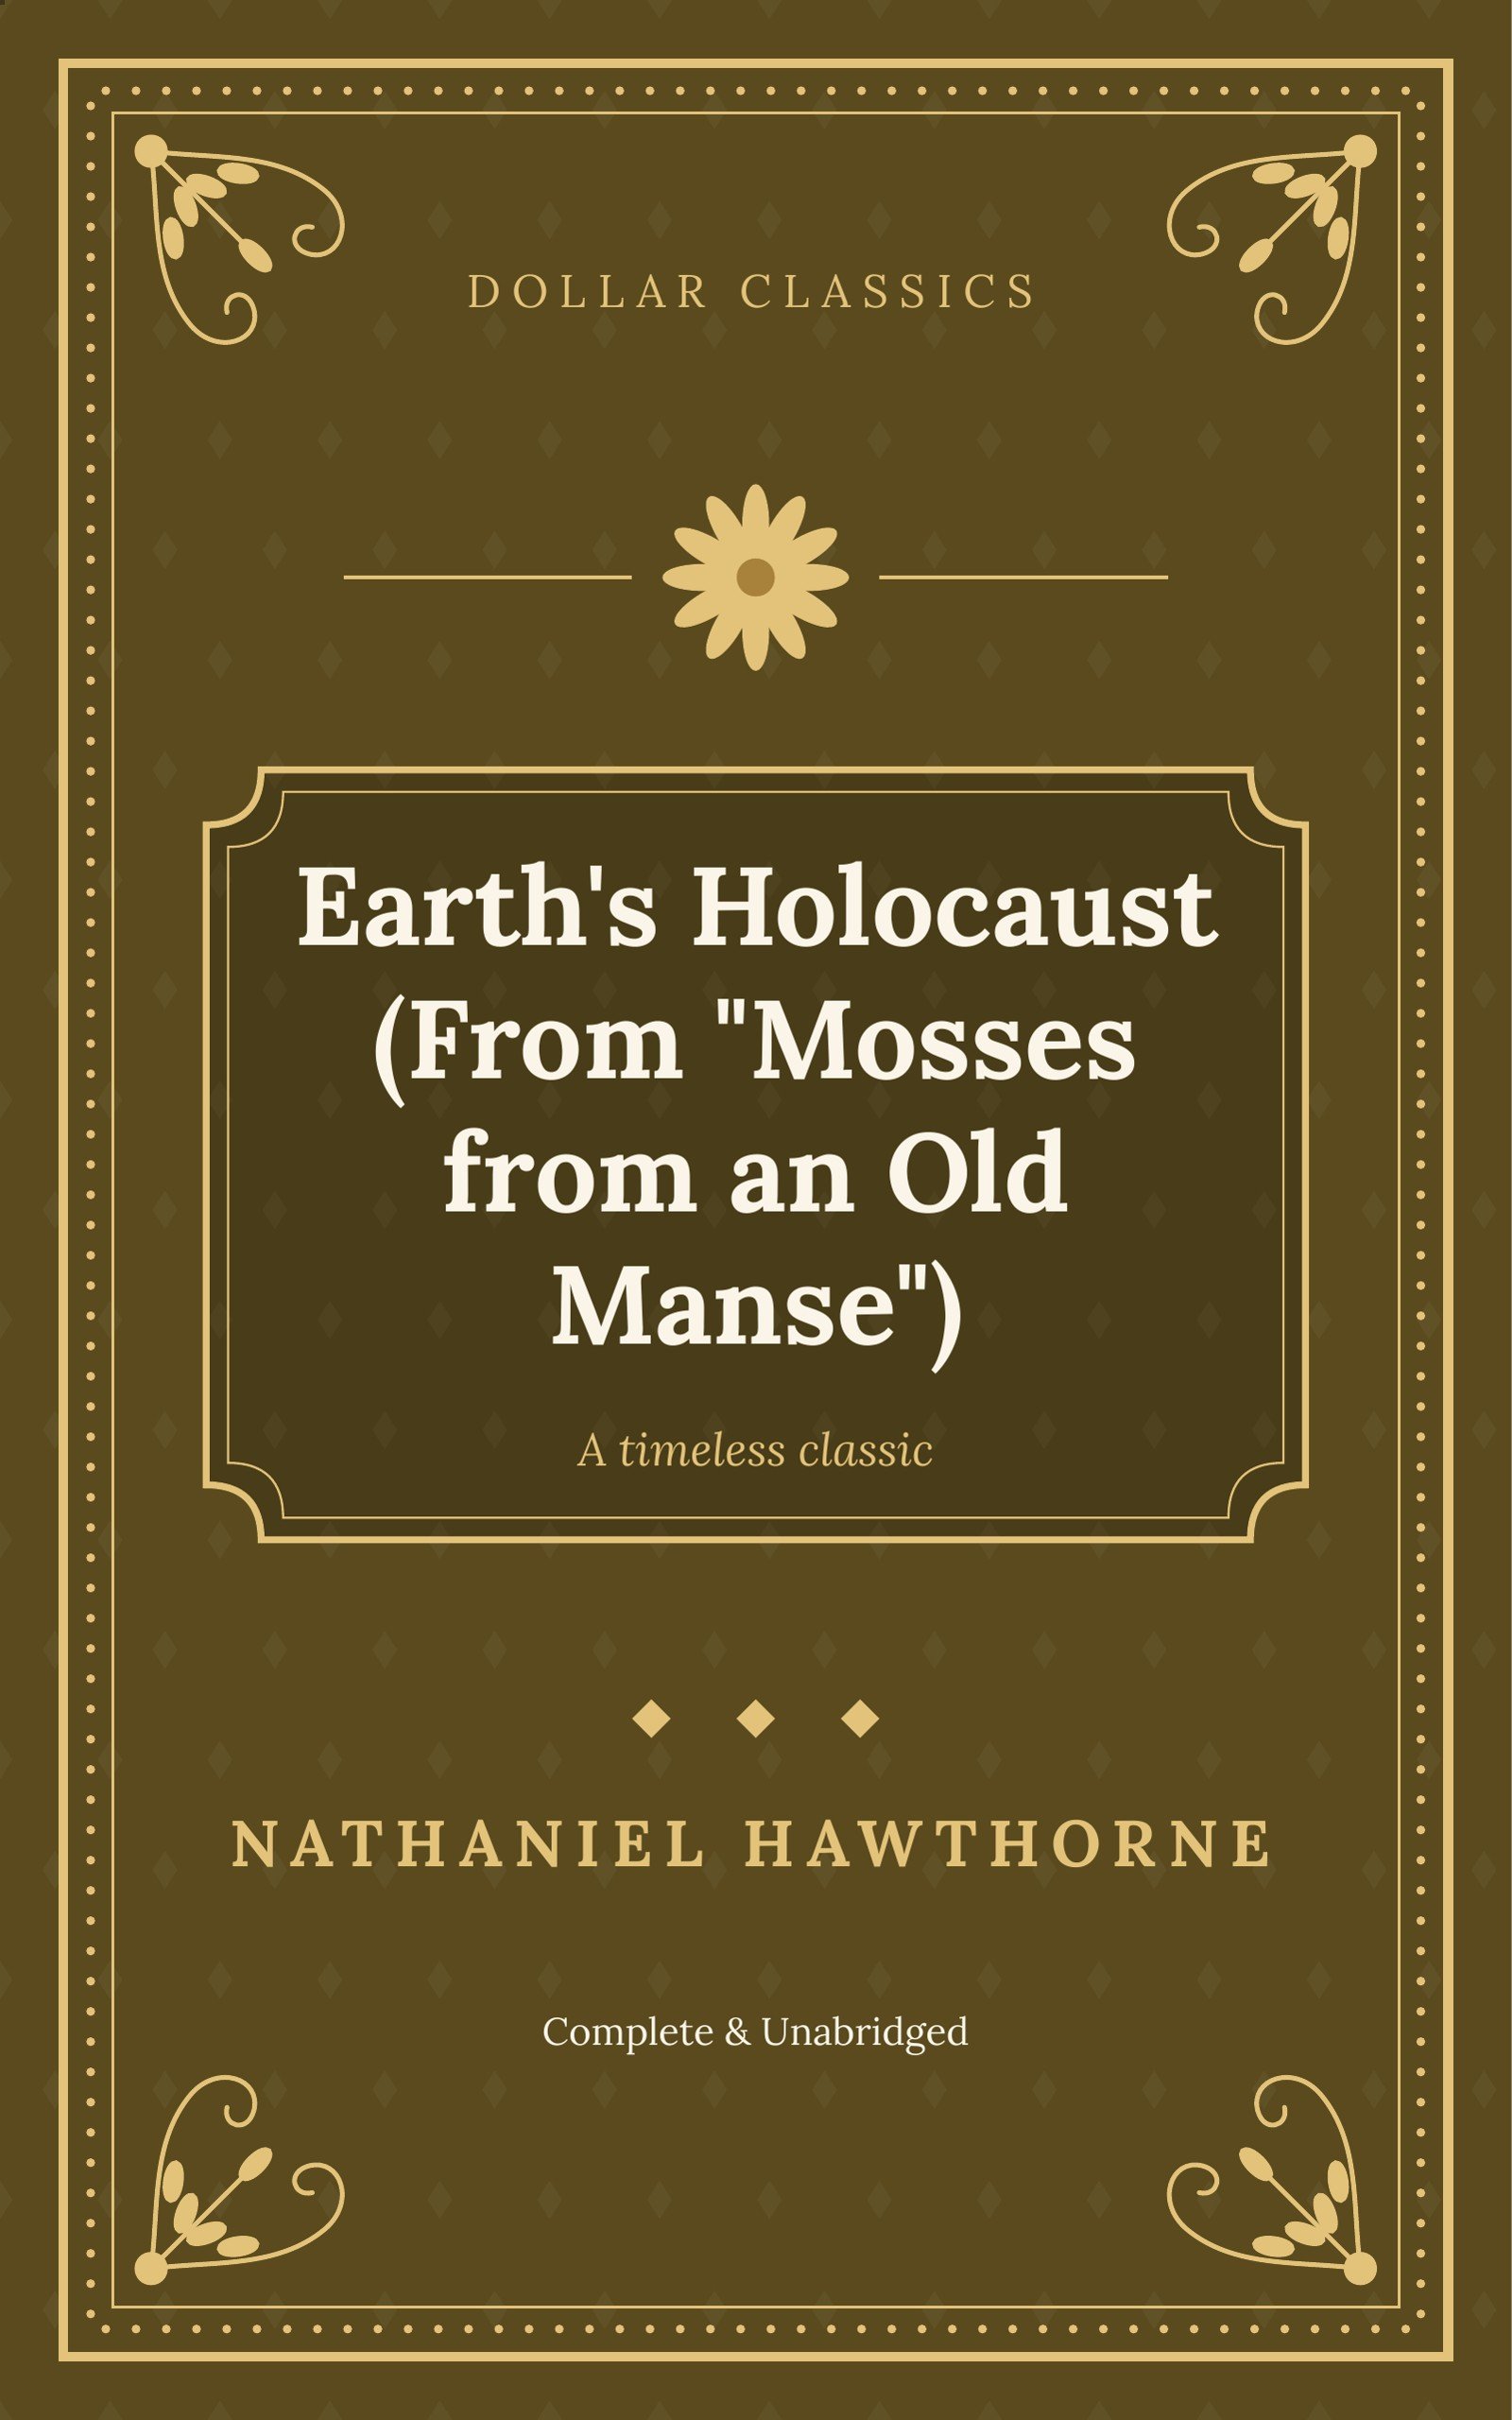 DOLLAR CLASSICS
Earth's Holocaust
(From "Mosses
from an Old
Manse")
A timeless classic
NATHANIEL HAWTHORNE
Complete & Unabridged